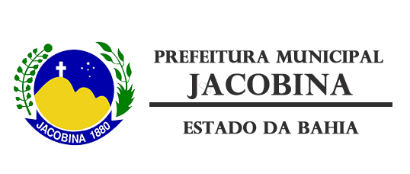 PREFEITURA MUNICIPAL
JACOBINA
ESTADO DA BAHIA
JACOBINA 1880